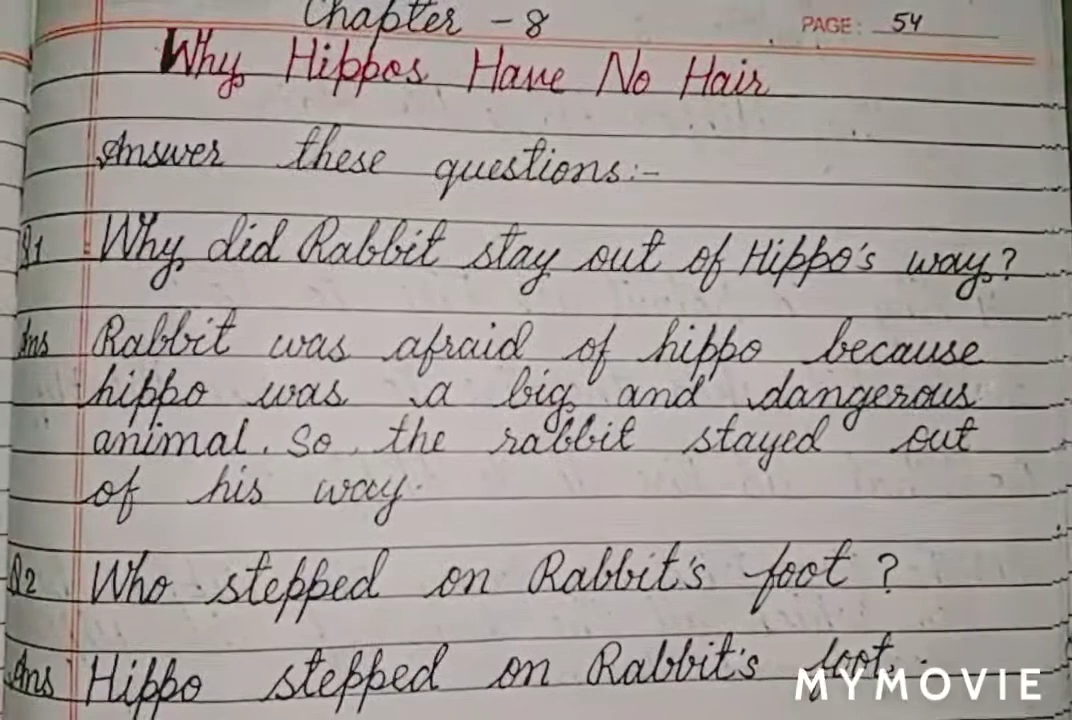 Chapter - 8
PAGE: 54
Why Hippos Have No Hair
Answer these questions:-
Q1 Why did Rabbit stay out of Hippo's way?
Ans Rabbit was afraid of hippo because
hippo was a big and dangerous
animal. So the rabbit stayed out
of his way.
Q2 Who stepped on Rabbit's foot ?
Ans Hippo stepped on Rabbit's foot.
MYMOVIE